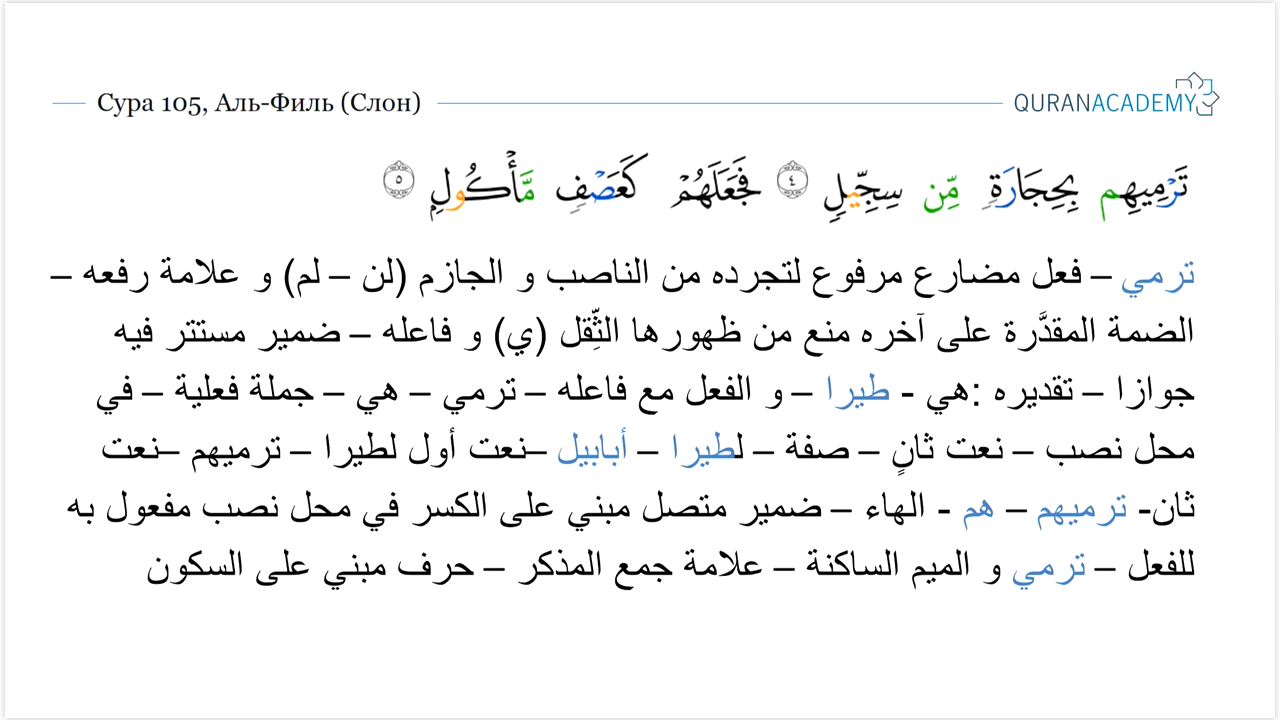 Сура 105, Аль-Филь (Слон)
QURANACADEMY
تَرْمِيهِم بِحِجَارَةٍ مِّن سِجِّيلٍ ٤ فَجَعَلَهُمْ كَعَصْفٍ مَّأْكُولٍ ٥
ترمي – فعل مضارع مرفوع لتجرده من الناصب و الجازم (لن – لم) و علامة رفعه –
الضمة المقدَّرة على آخره منع من ظهورها الثِّقل (ي) و فاعله – ضمير مستتر فيه
جوازا – تقديره :هي - طيرا – و الفعل مع فاعله – ترمي – هي – جملة فعلية – في
محل نصب – نعت ثانٍ – صفة – لطيرا – أبابيل –نعت أول لطيرا – ترميهم –نعت
ثان- ترميهم – هم - الهاء – ضمير متصل مبني على الكسر في محل نصب مفعول به
للفعل – ترمي و الميم الساكنة – علامة جمع المذكر – حرف مبني على السكون